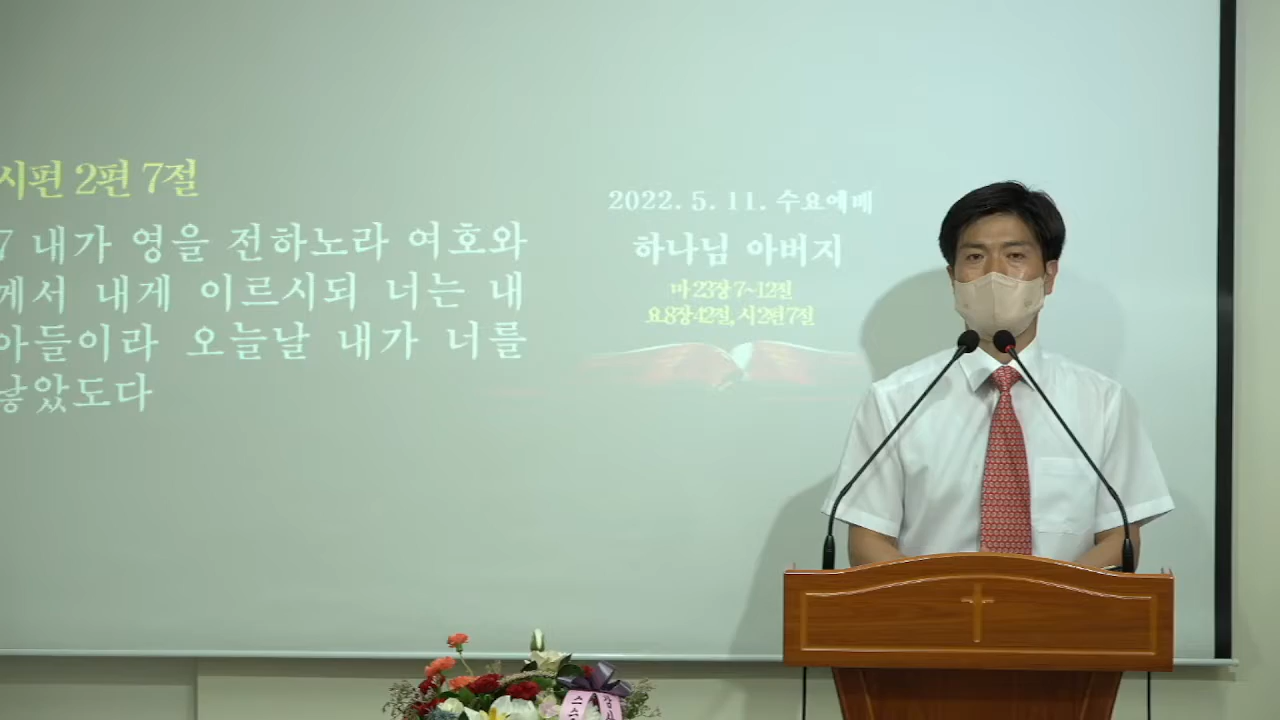 시편 2편 7절
7 내가 영을 전하노라 여호와
께서 내게 이르시되 너는 내
아들이라 오늘날 내가 너를
낳았도다
2022. 5. 11. 수요예배
하나님 아버지
마 23장 7~12절
요 8장 42절, 시 2편 7절